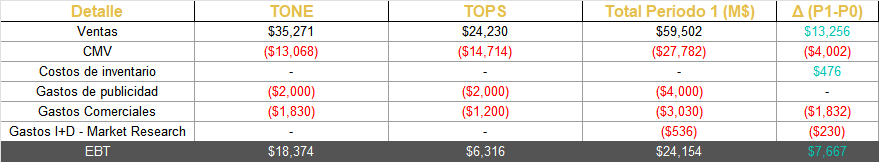 Detalle TONE TOPS Total Período 1 (M$) Δ (P1-P0)
Ventas $35,271 $24,230 $59,502 $13,256
CMV ($13,068) ($14,714) ($27,782) ($4,002)
Costos de inventario - - - $476
Gastos de publicidad ($2,000) ($2,000) ($4,000) -
Gastos Comerciales ($1,830) ($1,200) ($3,030) ($1,832)
Gastos I+D - Market Research - - ($536) ($230)
EBT $18,374 $6,316 $24,154 $7,667